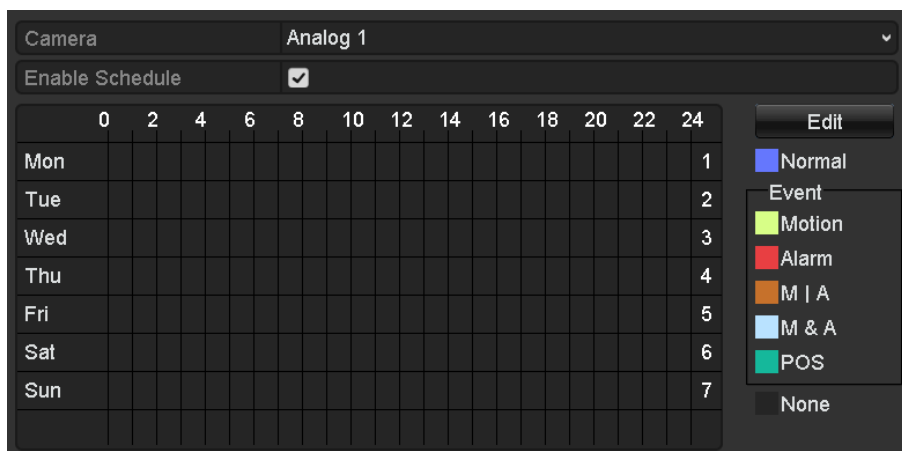 Camera Analog 1
Enable Schedule
0 2 4 6 8 10 12 14 16 18 20 22 24
Edit
Mon 1
Tue 2
Wed 3
Thu 4
Fri 5
Sat 6
Sun 7
Normal
Event
Motion
Alarm
M | A
M & A
POS
None